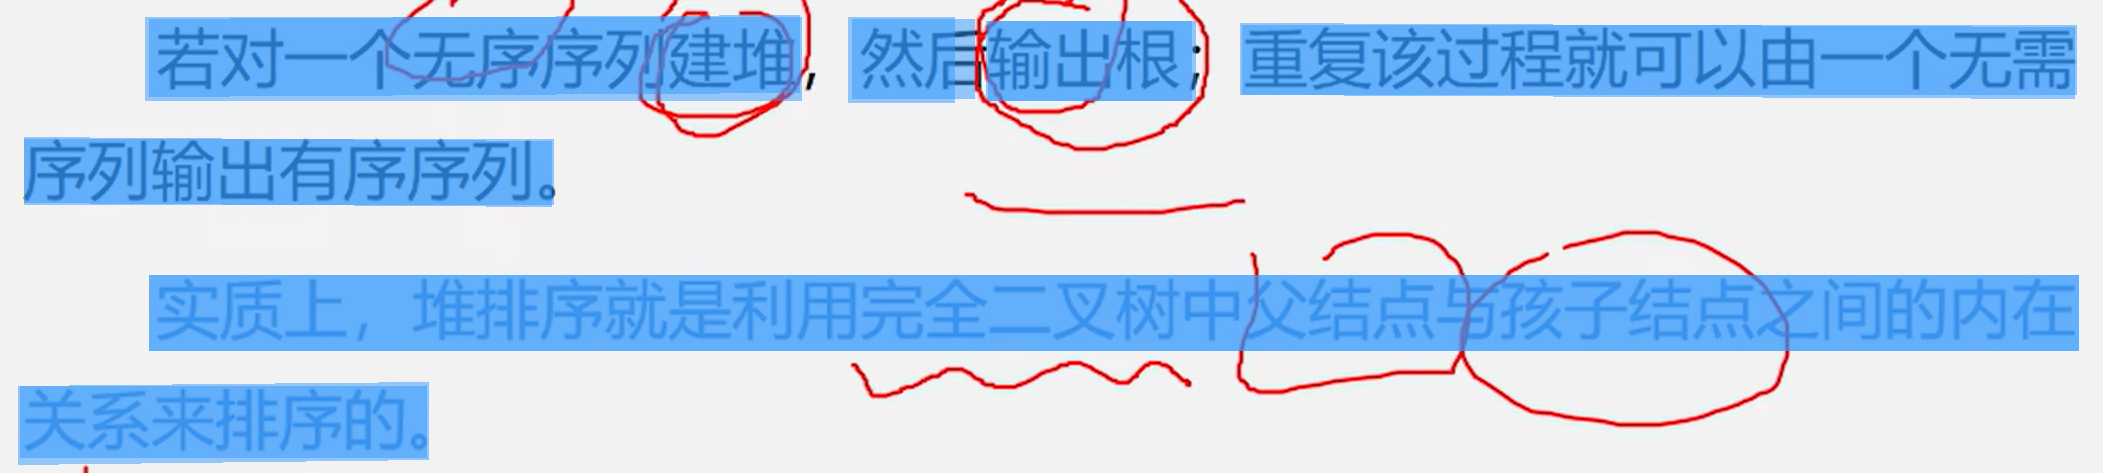 若对一个无序序列建堆，然后输出根；重复该过程就可以由一个无需
序列输出有序序列。
实质上，堆排序就是利用完全二叉树中父结点与孩子结点之间的内在
关系来排序的。